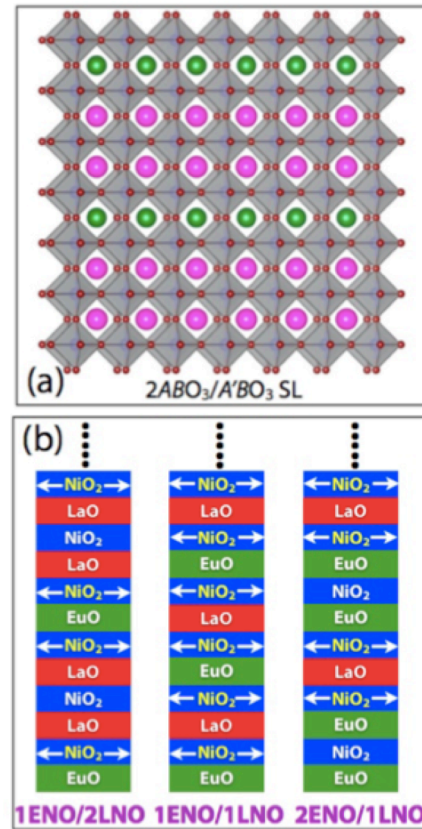 (a)
2ABO₃/A'BO₃ SL
(b)
NiO₂ NiO₂ NiO₂
LaO LaO LaO
NiO₂ NiO₂ NiO₂
LaO EuO EuO
NiO₂ NiO₂ NiO₂
EuO LaO EuO
NiO₂ NiO₂ NiO₂
LaO EuO LaO
NiO₂ NiO₂ NiO₂
LaO LaO EuO
NiO₂ NiO₂ NiO₂
EuO EuO EuO
1ENO/2LNO 1ENO/1LNO 2ENO/1LNO